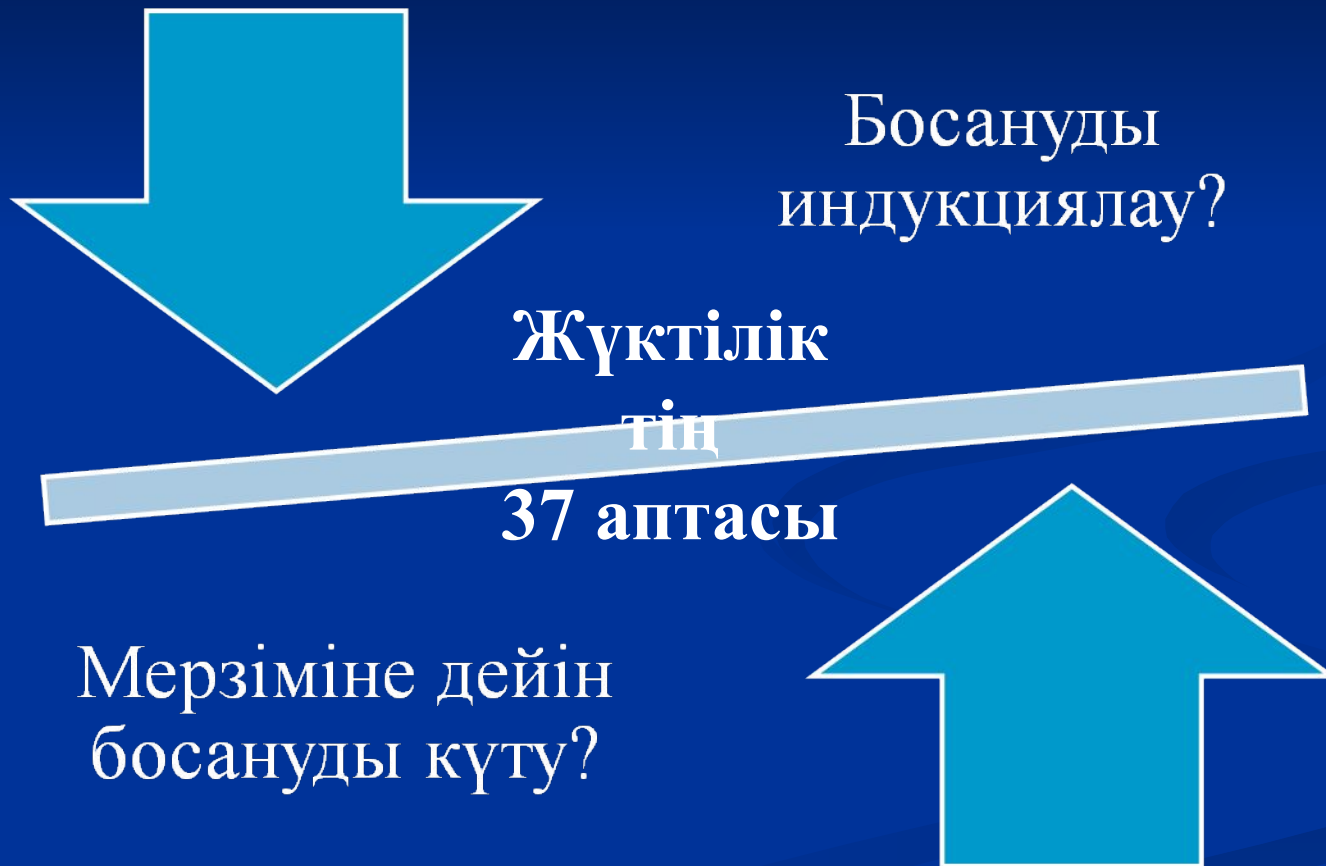 Босануды
индукциялау?
Жүктілік
тің
37 аптасы
Мерзіміне дейін
босануды күту?